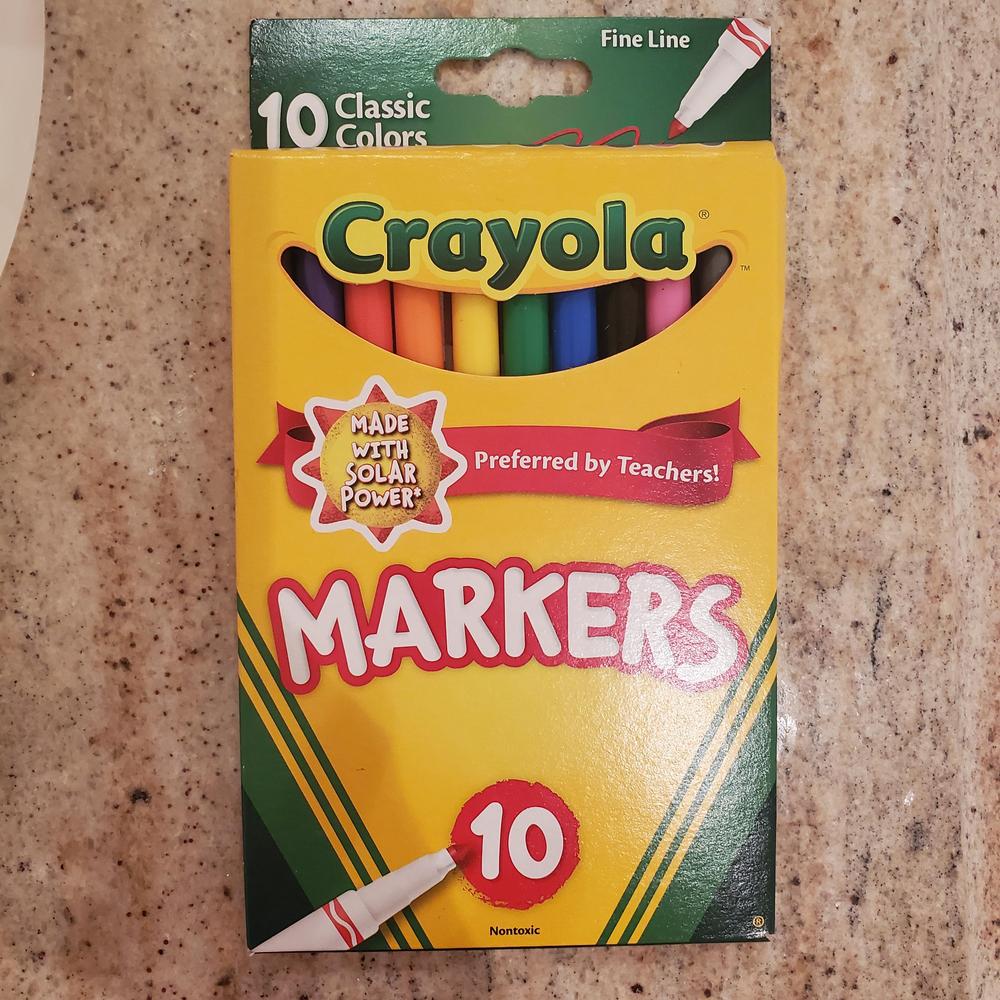 Fine Line
10 Classic
Colors
Crayola®
™
MADE
WITH
SOLAR
POWER*
Preferred by Teachers!
MARKERS
10
Nontoxic
®